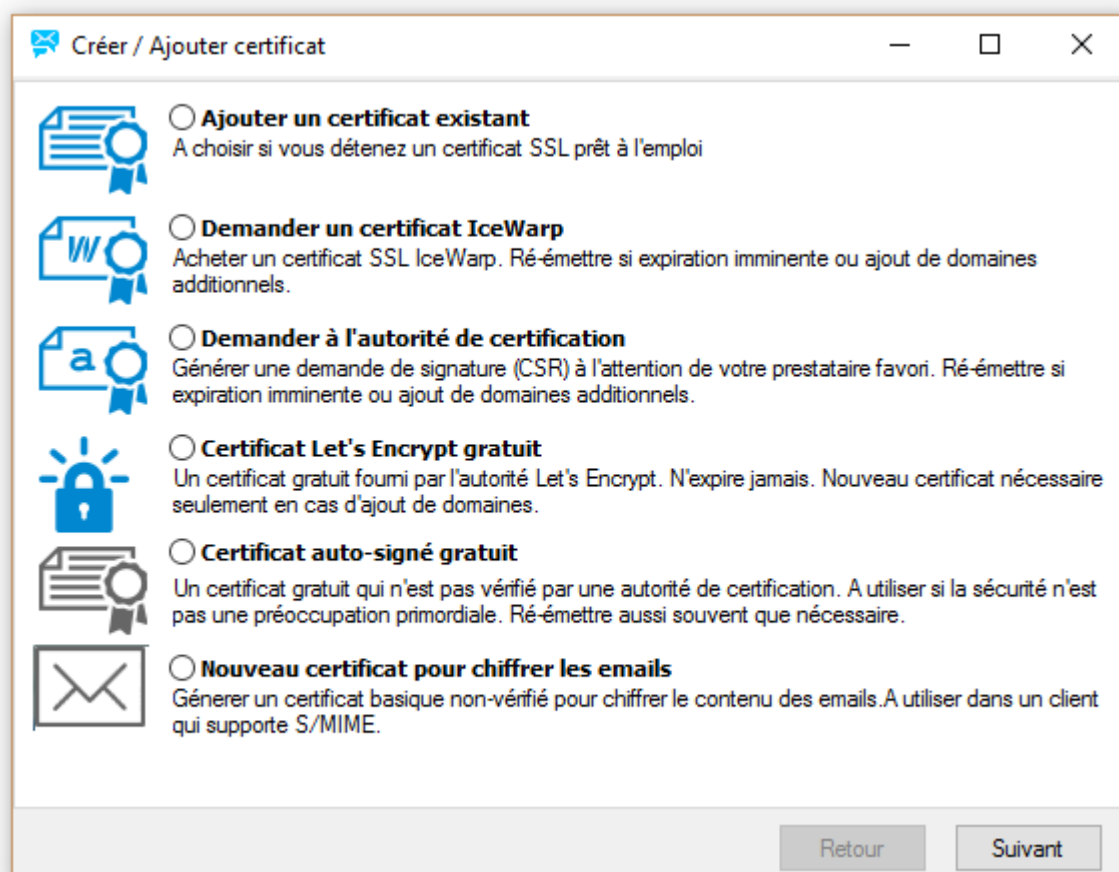 Créer / Ajouter certificat
Ajouter un certificat existant
A choisir si vous détenez un certificat SSL prêt à l'emploi
W
Demander un certificat IceWarp
Acheter un certificat SSL IceWarp. Ré-émettre si expiration imminente ou ajout de domaines
additionnels.
a
Demander à l'autorité de certification
Générer une demande de signature (CSR) à l'attention de votre prestataire favori. Ré-émettre si
expiration imminente ou ajout de domaines additionnels.
Certificat Let's Encrypt gratuit
Un certificat gratuit fourni par l'autorité Let's Encrypt. N'expire jamais. Nouveau certificat nécessaire
seulement en cas d'ajout de domaines.
Certificat auto-signé gratuit
Un certificat gratuit qui n'est pas vérifié par une autorité de certification. A utiliser si la sécurité n'est
pas une préoccupation primordiale. Ré-émettre aussi souvent que nécessaire.
Nouveau certificat pour chiffrer les emails
Génerer un certificat basique non-vérifié pour chiffrer le contenu des emails.A utiliser dans un client
qui supporte S/MIME.
Retour
Suivant